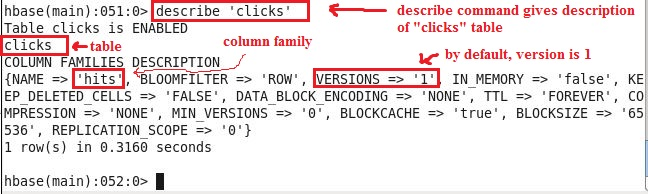 hbase(main):051:0> describe 'clicks'
describe command gives description
of "clicks" table
Table clicks is ENABLED
clicks
table
column family
COLUMN FAMILIES DESCRIPTION
by default, version is 1
{NAME => 'hits', BLOOMFILTER => 'ROW', VERSIONS => '1', IN_MEMORY => 'false', KE
EP_DELETED_CELLS => 'FALSE', DATA_BLOCK_ENCODING => 'NONE', TTL => 'FOREVER', CO
MPRESSION => 'NONE', MIN_VERSIONS => '0', BLOCKCACHE => 'true', BLOCKSIZE => '65
536', REPLICATION_SCOPE => '0'}
1 row(s) in 0.3160 seconds
hbase(main):052:0>